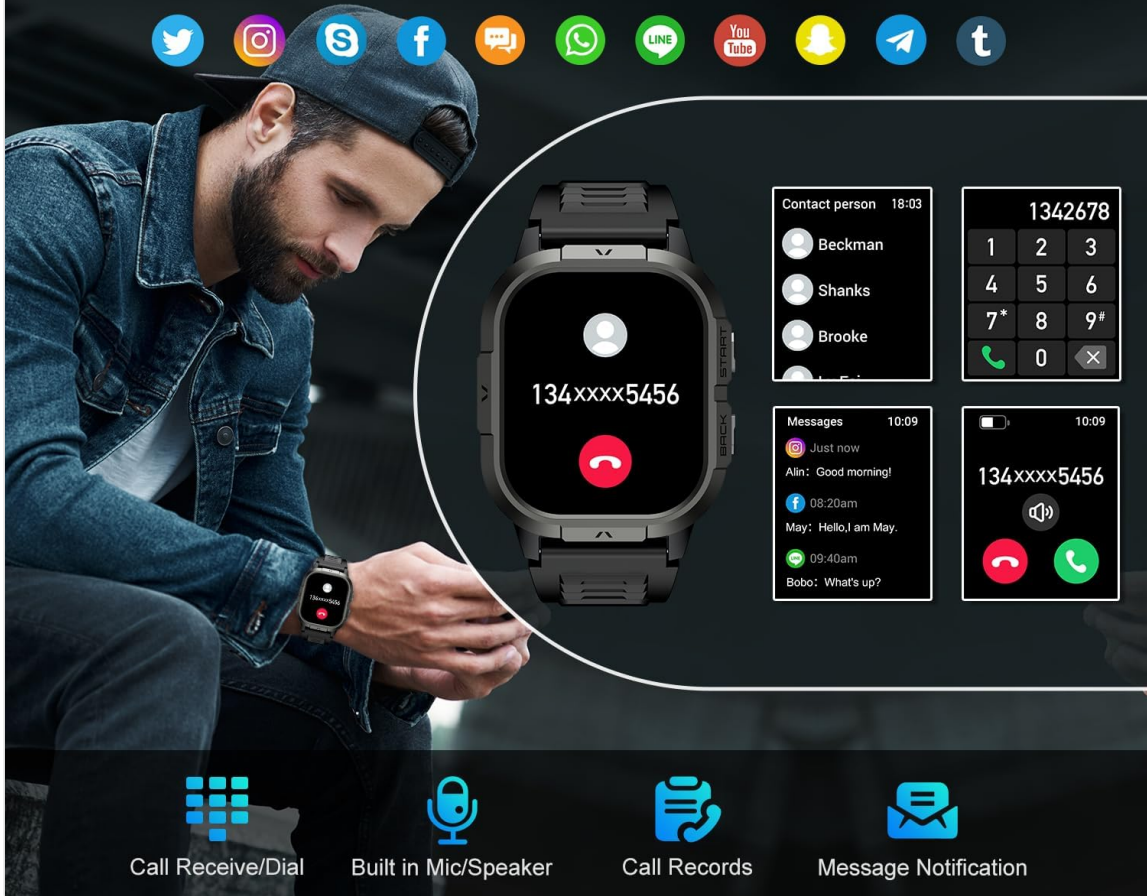 LINE
You
Tube
t
134xxxx5456
START
BACK
134xxxx5456
Contact person 18:03
Beckman
Shanks
Brooke
1342678
1 2 3
4 5 6
7* 8 9#
0
Messages 10:09
Just now
Alin: Good morning!
08:20am
May: Hello,I am May.
09:40am
Bobo: What's up?
10:09
134xxxx5456
Call Receive/Dial
Built in Mic/Speaker
Call Records
Message Notification